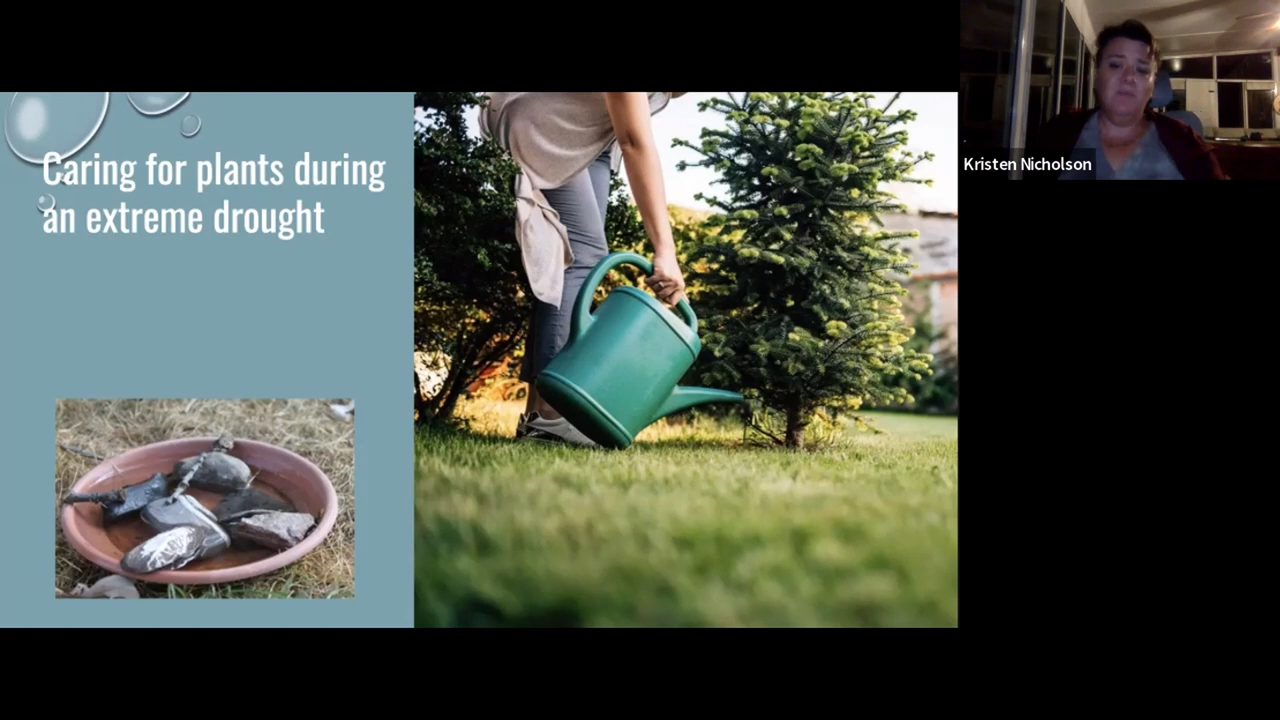 Caring for plants during
an extreme drought
Kristen Nicholson